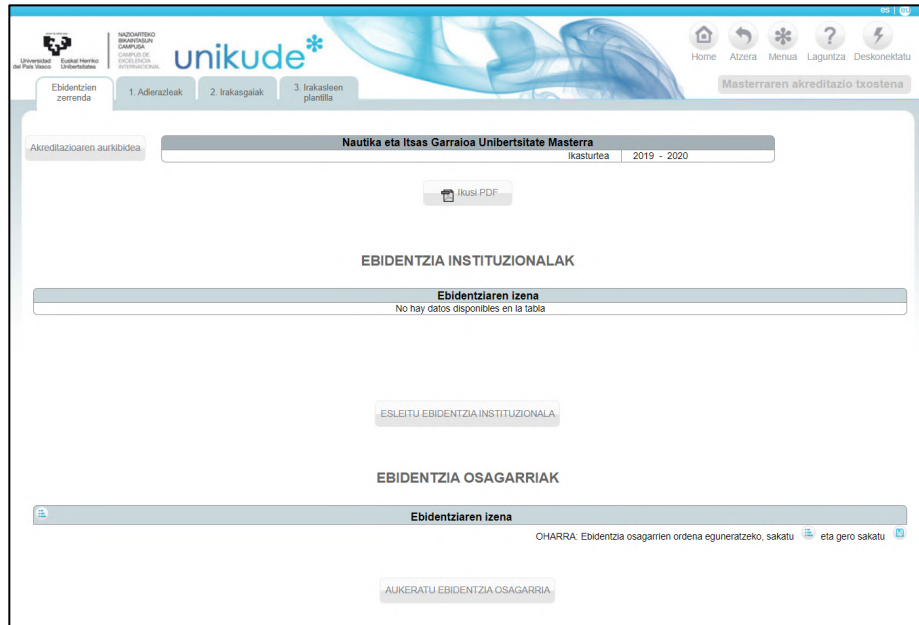 es | eu
Universidad del País Vasco
Euskal Herriko Unibertsitatea
NAZIOARTEKO
BIKAINTASUN
CAMPUSA
CAMPUS DE
EXCELENCIA
INTERNACIONAL
unikude*
Home Atzera Menua Laguntza Deskonektatu
Masterraren akreditazio txostena
Ebidentzien
zerrenda
1. Adierazleak
2. Irakasgaiak
3. Irakasleen
plantilla
Akreditazioaren aurkibidea
Nautika eta Itsas Garraioa Unibertsitate Masterra
Ikasturtea 2019 - 2020
Ikusi PDF
EBIDENTZIA INSTITUZIONALAK
Ebidentziaren izena
No hay datos disponibles en la tabla
ESLEITU EBIDENTZIA INSTITUZIONALA
EBIDENTZIA OSAGARRIAK
Ebidentziaren izena
OHARRA: Ebidentzia osagarrien ordena eguneratzeko, sakatu eta gero sakatu
AUKERATU EBIDENTZIA OSAGARRIA